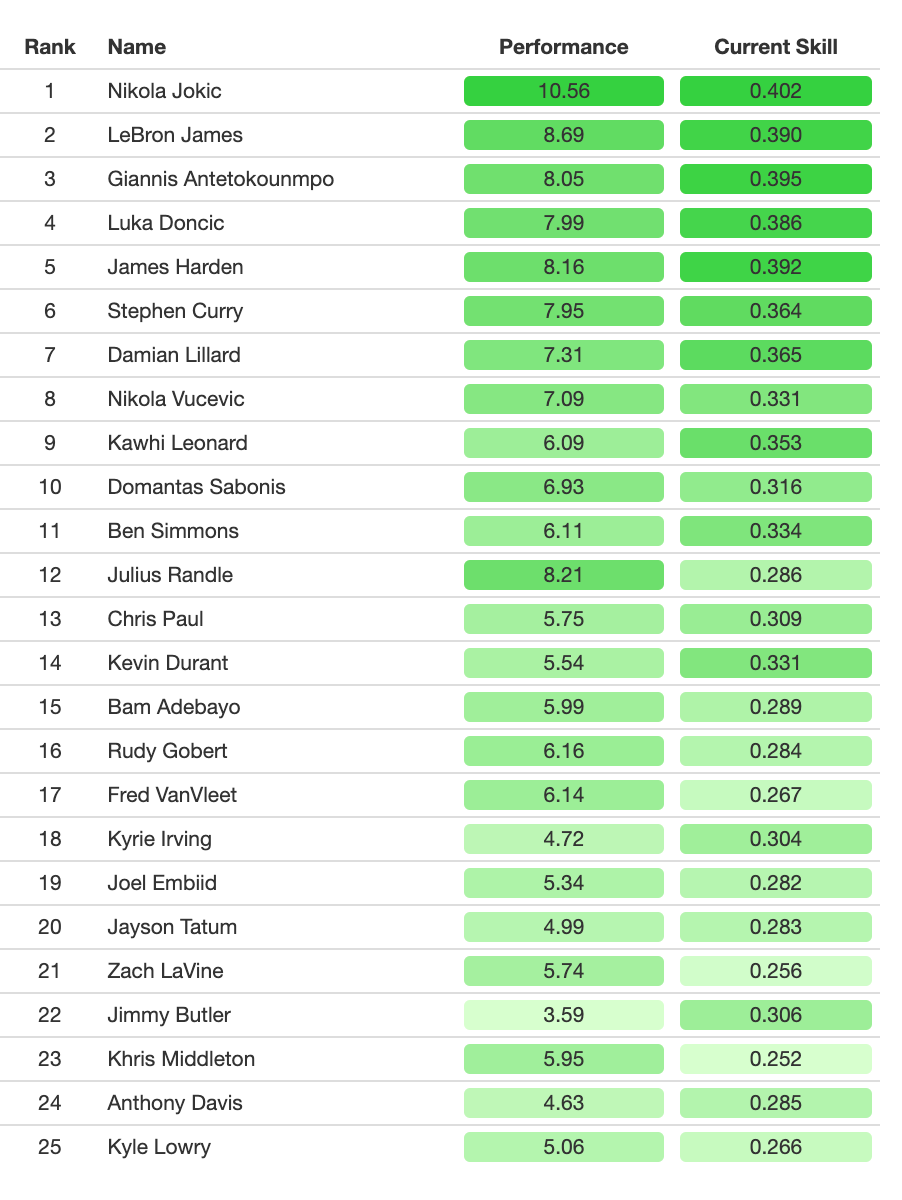 Rank Name Performance Current Skill
1 Nikola Jokic 10.56 0.402
2 LeBron James 8.69 0.390
3 Giannis Antetokounmpo 8.05 0.395
4 Luka Doncic 7.99 0.386
5 James Harden 8.16 0.392
6 Stephen Curry 7.95 0.364
7 Damian Lillard 7.31 0.365
8 Nikola Vucevic 7.09 0.331
9 Kawhi Leonard 6.09 0.353
10 Domantas Sabonis 6.93 0.316
11 Ben Simmons 6.11 0.334
12 Julius Randle 8.21 0.286
13 Chris Paul 5.75 0.309
14 Kevin Durant 5.54 0.331
15 Bam Adebayo 5.99 0.289
16 Rudy Gobert 6.16 0.284
17 Fred VanVleet 6.14 0.267
18 Kyrie Irving 4.72 0.304
19 Joel Embiid 5.34 0.282
20 Jayson Tatum 4.99 0.283
21 Zach LaVine 5.74 0.256
22 Jimmy Butler 3.59 0.306
23 Khris Middleton 5.95 0.252
24 Anthony Davis 4.63 0.285
25 Kyle Lowry 5.06 0.266